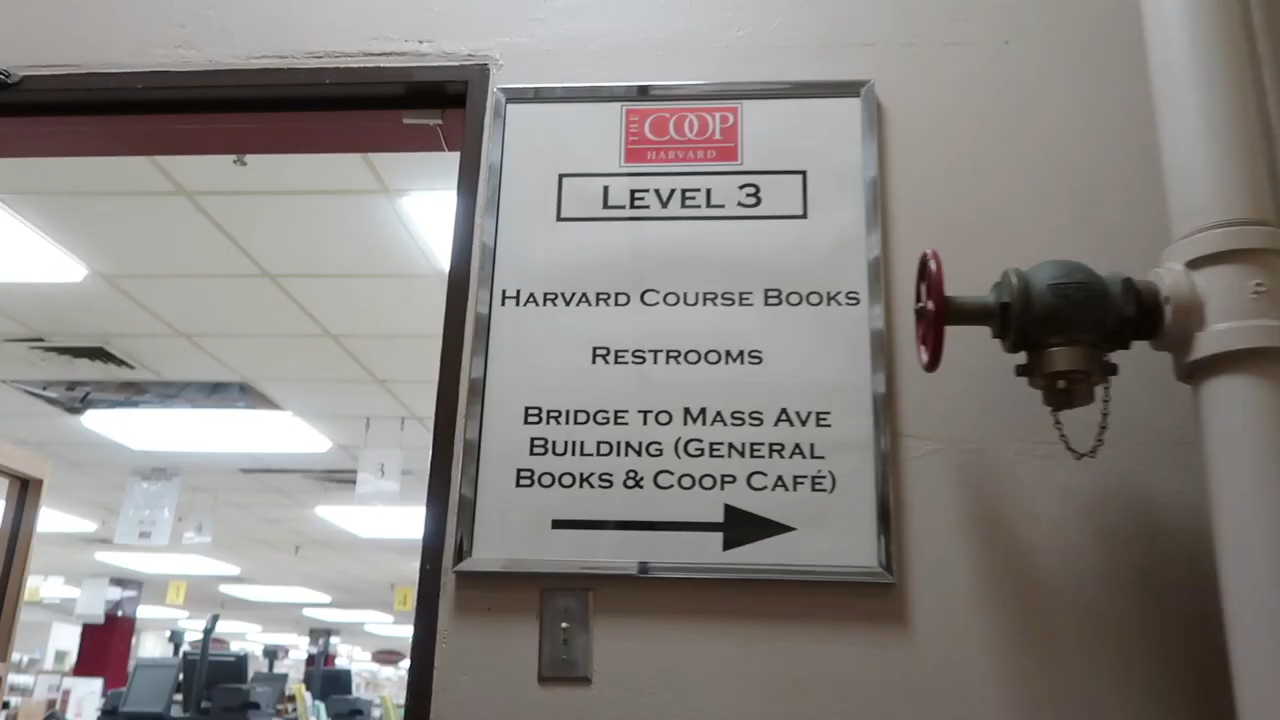 THE COOP
HARVARD
LEVEL 3
HARVARD COURSE BOOKS
RESTROOMS
BRIDGE TO MASS AVE
BUILDING (GENERAL
BOOKS & COOP CAFÉ)
3
4
4